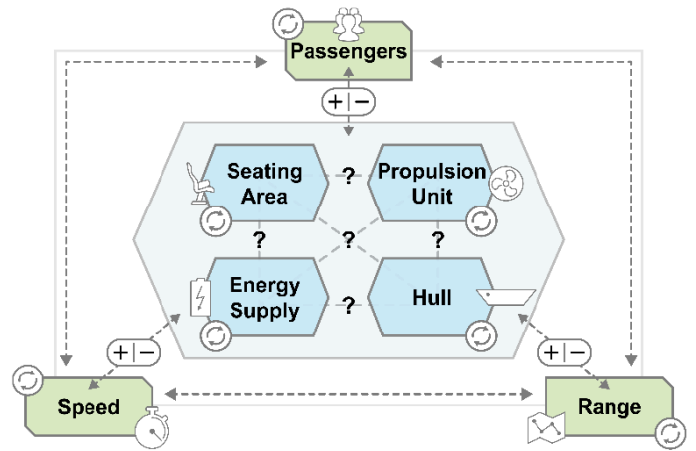 Passengers
+|−
Seating
Area
?
Propulsion
Unit
?
?
?
Energy
Supply
?
Hull
+|−
+|−
Speed
Range